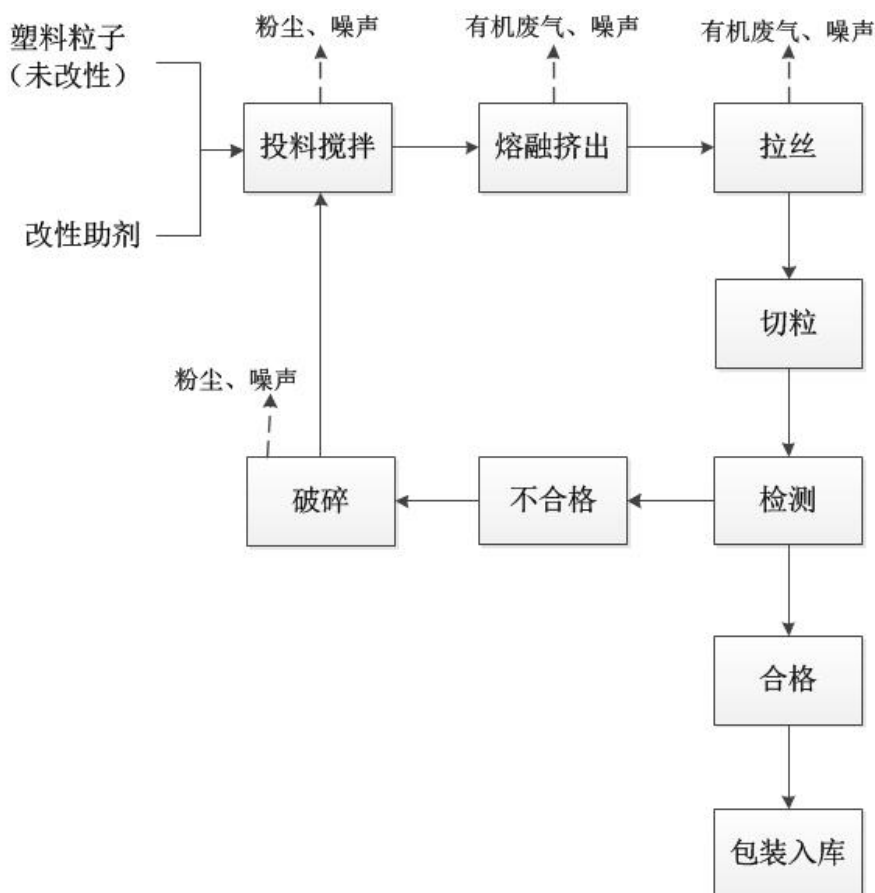 塑料粒子
（未改性）
粉尘、噪声
有机废气、噪声
有机废气、噪声
投料搅拌
熔融挤出
拉丝
改性助剂
切粒
粉尘、噪声
破碎
不合格
检测
合格
包装入库